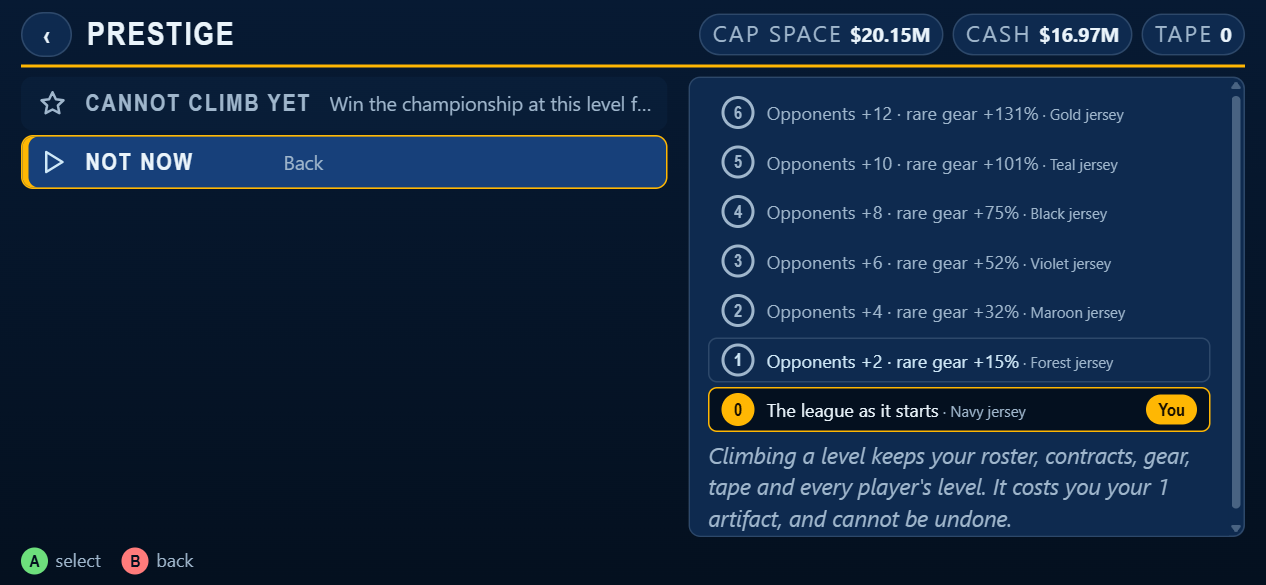 ‹ PRESTIGE CAP SPACE $20.15M CASH $16.97M TAPE 0
CANNOT CLIMB YET Win the championship at this level f...
NOT NOW Back
6 Opponents +12 · rare gear +131% · Gold jersey
5 Opponents +10 · rare gear +101% · Teal jersey
4 Opponents +8 · rare gear +75% · Black jersey
3 Opponents +6 · rare gear +52% · Violet jersey
2 Opponents +4 · rare gear +32% · Maroon jersey
1 Opponents +2 · rare gear +15% · Forest jersey
0 The league as it starts · Navy jersey You
Climbing a level keeps your roster, contracts, gear,
tape and every player's level. It costs you your 1
artifact, and cannot be undone.
A select B back